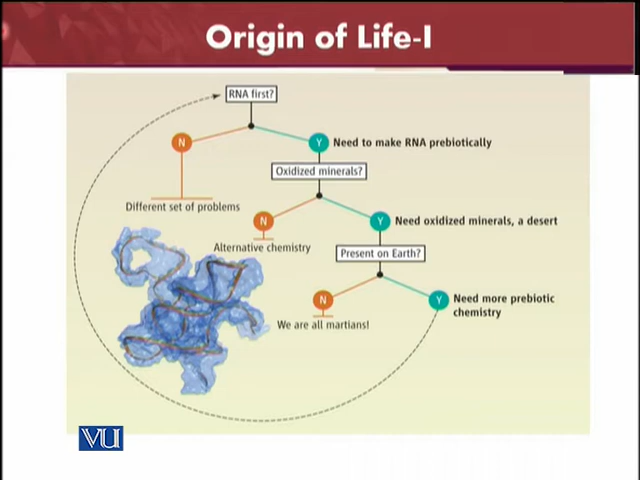 Origin of Life-I
RNA first?
N
Y
Need to make RNA prebiotically
Oxidized minerals?
Different set of problems
N
Y
Need oxidized minerals, a desert
Alternative chemistry
Present on Earth?
N
Y
Need more prebiotic
chemistry
We are all martians!
VU